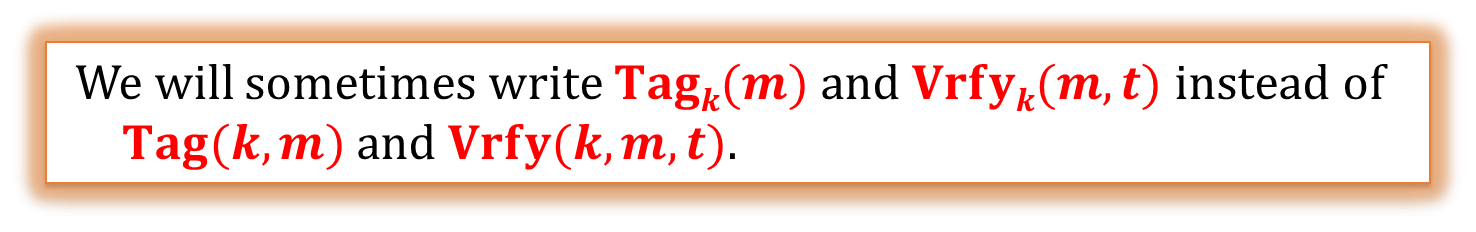 We will sometimes write Tagₖ(m) and Vrfyₖ(m, t) instead of
Tag(k, m) and Vrfy(k, m, t).